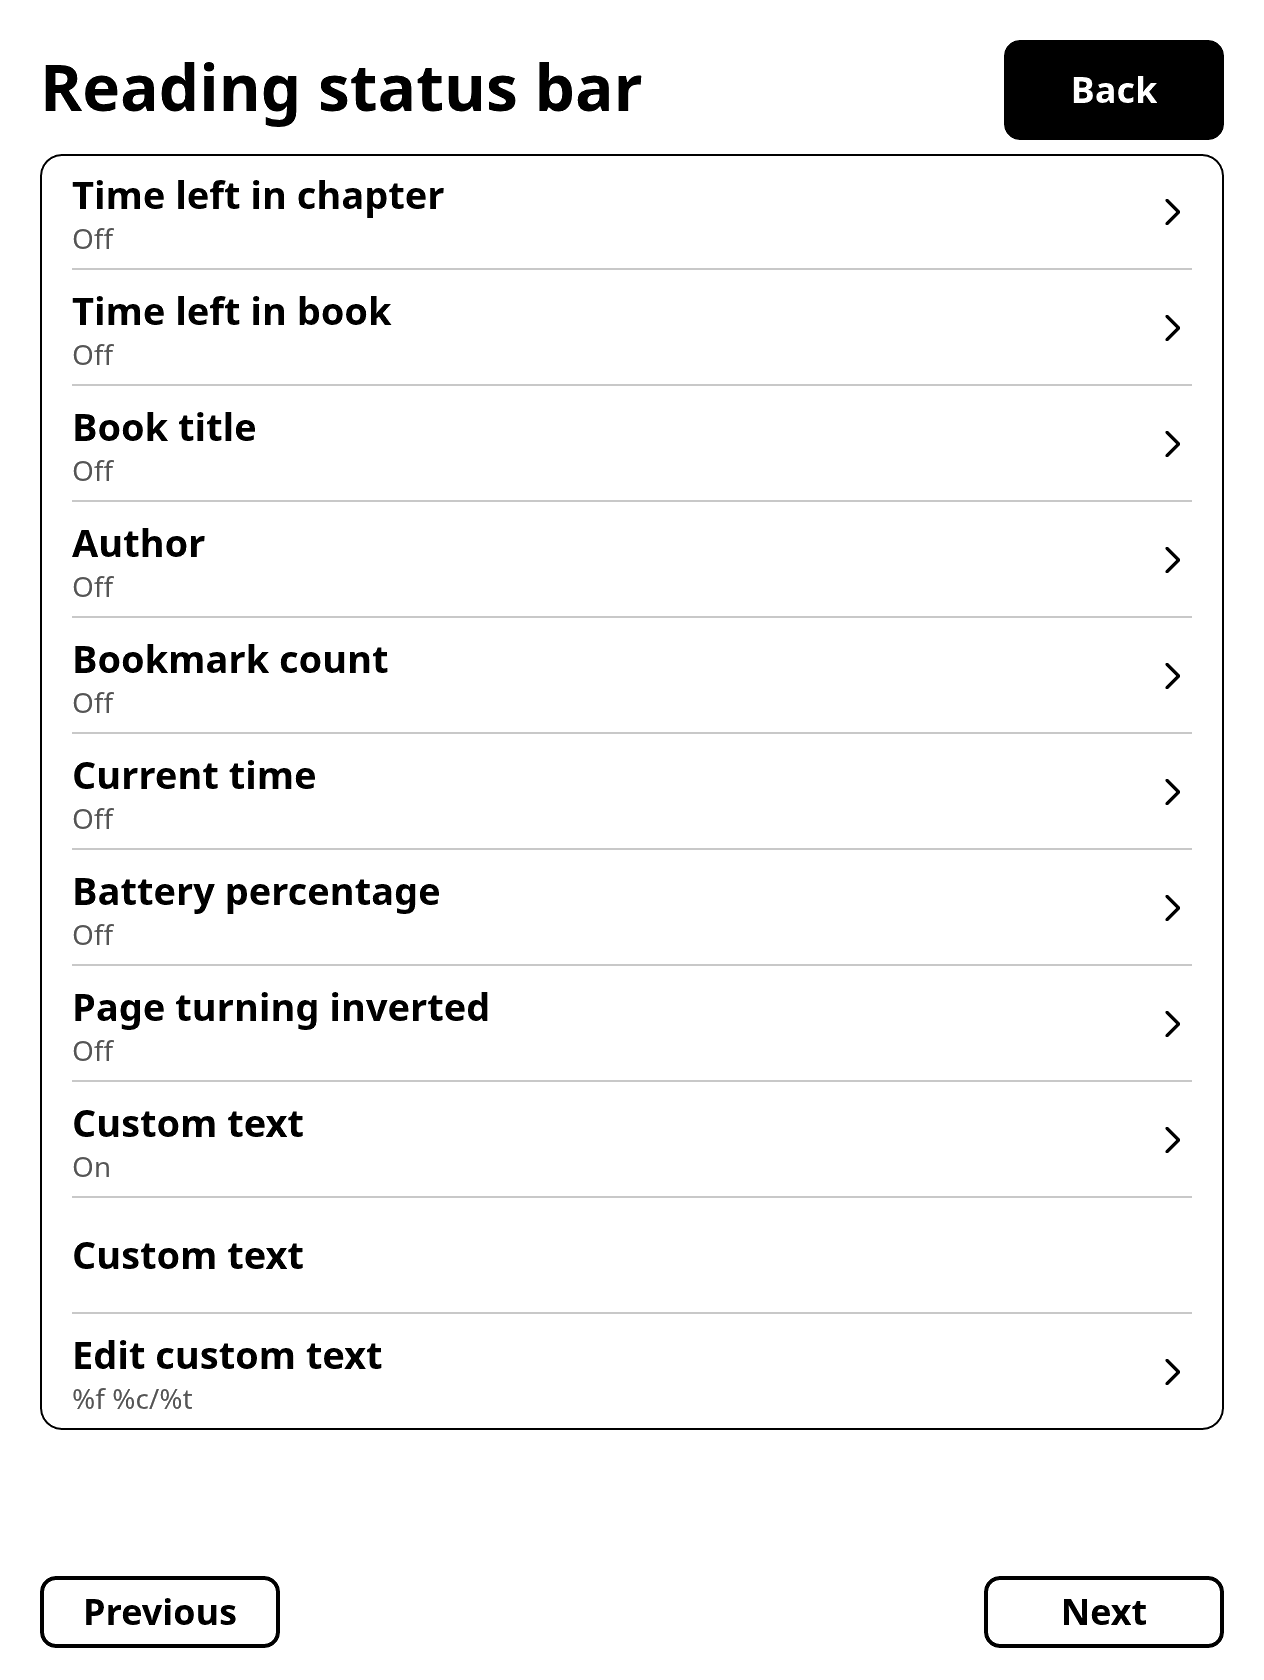 Reading status bar
Back
Time left in chapter
Off
Time left in book
Off
Book title
Off
Author
Off
Bookmark count
Off
Current time
Off
Battery percentage
Off
Page turning inverted
Off
Custom text
On
Custom text
Edit custom text
%f %c/%t
Previous
Next